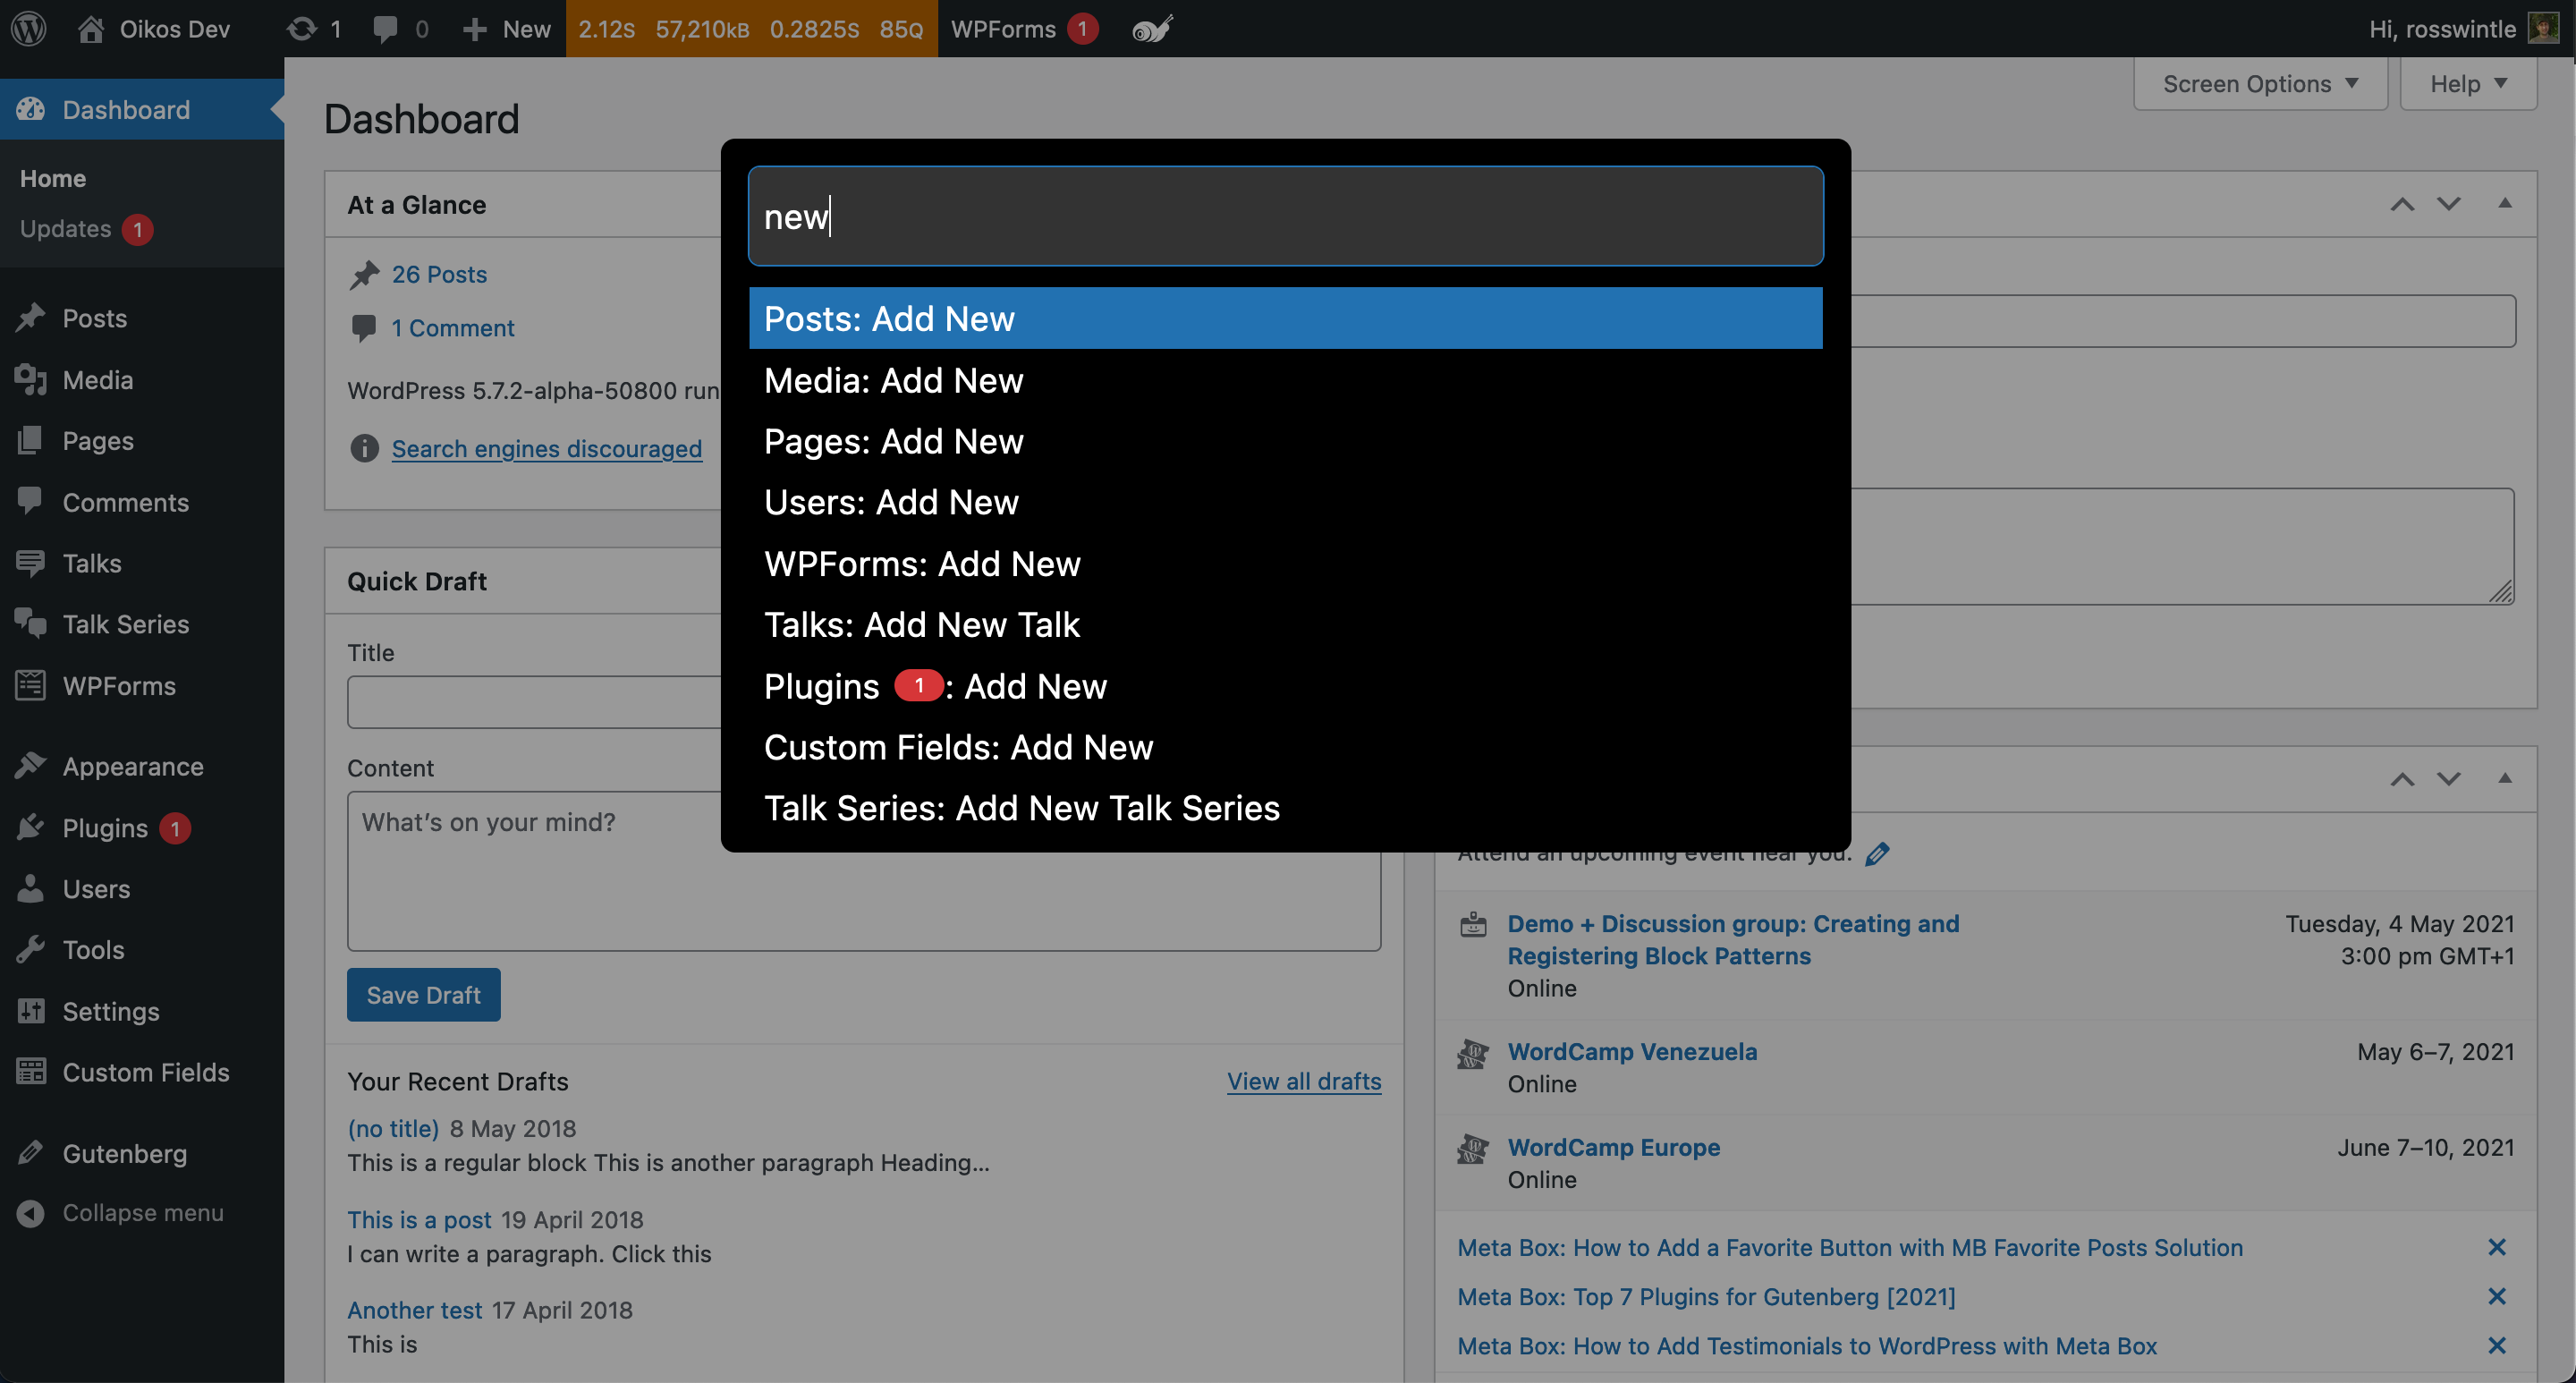 Oikos Dev 1 0 New 2.12S 57,210KB 0.2825S 85Q WPForms 1 Hi, rosswintle
Dashboard
Home
Updates 1
Posts
Media
Pages
Comments
Talks
Talk Series
WPForms
Appearance
Plugins 1
Users
Tools
Settings
Custom Fields
Gutenberg
Collapse menu
Screen Options Help
Dashboard
new
Posts: Add New
Media: Add New
Pages: Add New
Users: Add New
WPForms: Add New
Talks: Add New Talk
Plugins 1 : Add New
Custom Fields: Add New
Talk Series: Add New Talk Series
At a Glance
26 Posts
1 Comment
WordPress 5.7.2-alpha-50800 run
Search engines discouraged
Quick Draft
Title
Content
What's on your mind?
Save Draft
Your Recent Drafts View all drafts
(no title) 8 May 2018
This is a regular block This is another paragraph Heading…
This is a post 19 April 2018
I can write a paragraph. Click this
Another test 17 April 2018
This is
Attend an upcoming event near you.
Demo + Discussion group: Creating and Tuesday, 4 May 2021
Registering Block Patterns 3:00 pm GMT+1
Online
WordCamp Venezuela May 6–7, 2021
Online
WordCamp Europe June 7–10, 2021
Online
Meta Box: How to Add a Favorite Button with MB Favorite Posts Solution
Meta Box: Top 7 Plugins for Gutenberg [2021]
Meta Box: How to Add Testimonials to WordPress with Meta Box